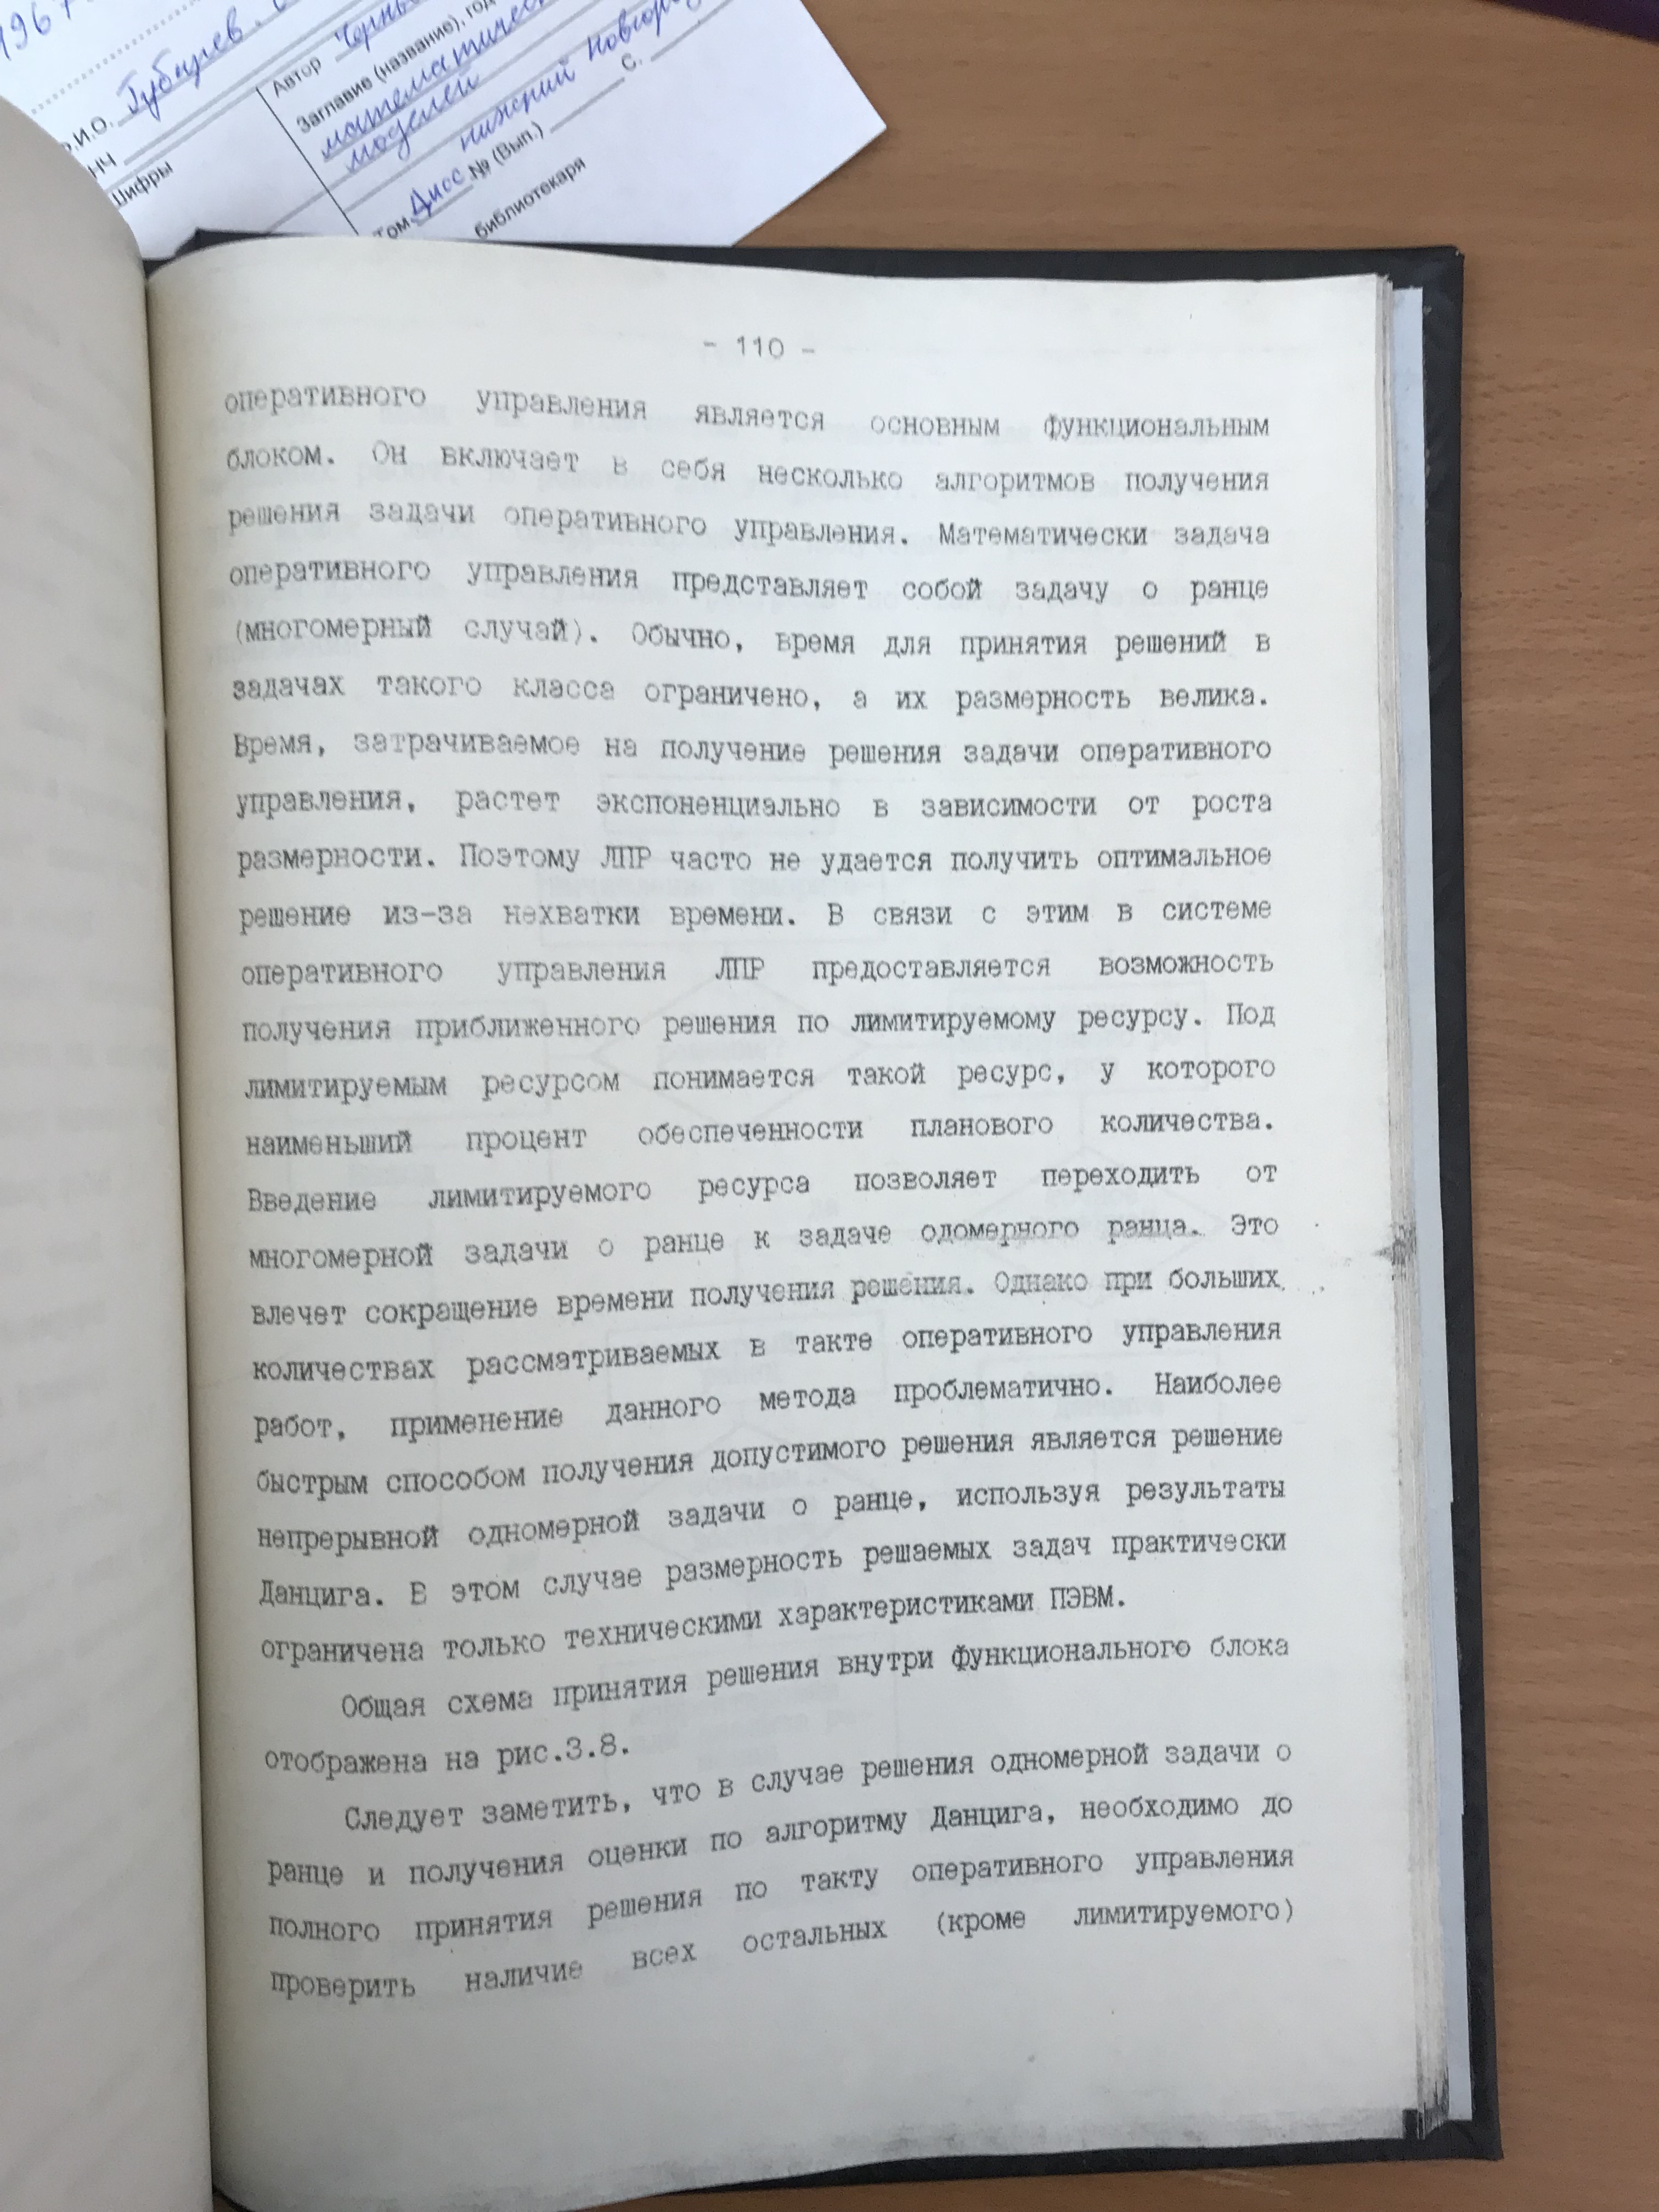 1967
Ф.И.О. Губарев.
НЧ
Шифры
Автор
Заглавие (название), год
математичес
моделей
нижний Новгород
Том Дисс № (Вып.) С.
библиотекаря
- 110 -
оперативного управления является основным функциональным
блоком. Он включает в себя несколько алгоритмов получения
решения задачи оперативного управления. Математически задача
оперативного управления представляет собой задачу о ранце
(многомерный случай). Обычно, время для принятия решений в
задачах такого класса ограничено, а их размерность велика.
Время, затрачиваемое на получение решения задачи оперативного
управления, растет экспоненциально в зависимости от роста
размерности. Поэтому ЛПР часто не удается получить оптимальное
решение из-за нехватки времени. В связи с этим в системе
оперативного управления ЛПР предоставляется возможность
получения приближенного решения по лимитируемому ресурсу. Под
лимитируемым ресурсом понимается такой ресурс, у которого
наименьший процент обеспеченности планового количества.
Введение лимитируемого ресурса позволяет переходить от
многомерной задачи о ранце к задаче одомерного ранца. Это
влечет сокращение времени получения решения. Однако при больших
количествах рассматриваемых в такте оперативного управления
работ, применение данного метода проблематично. Наиболее
быстрым способом получения допустимого решения является решение
непрерывной одномерной задачи о ранце, используя результаты
Данцига. В этом случае размерность решаемых задач практически
ограничена только техническими характеристиками ПЭВМ.
Общая схема принятия решения внутри функционального блока
отображена на рис.3.8.
Следует заметить, что в случае решения одномерной задачи о
ранце и получения оценки по алгоритму Данцига, необходимо до
полного принятия решения по такту оперативного управления
проверить наличие всех остальных (кроме лимитируемого)